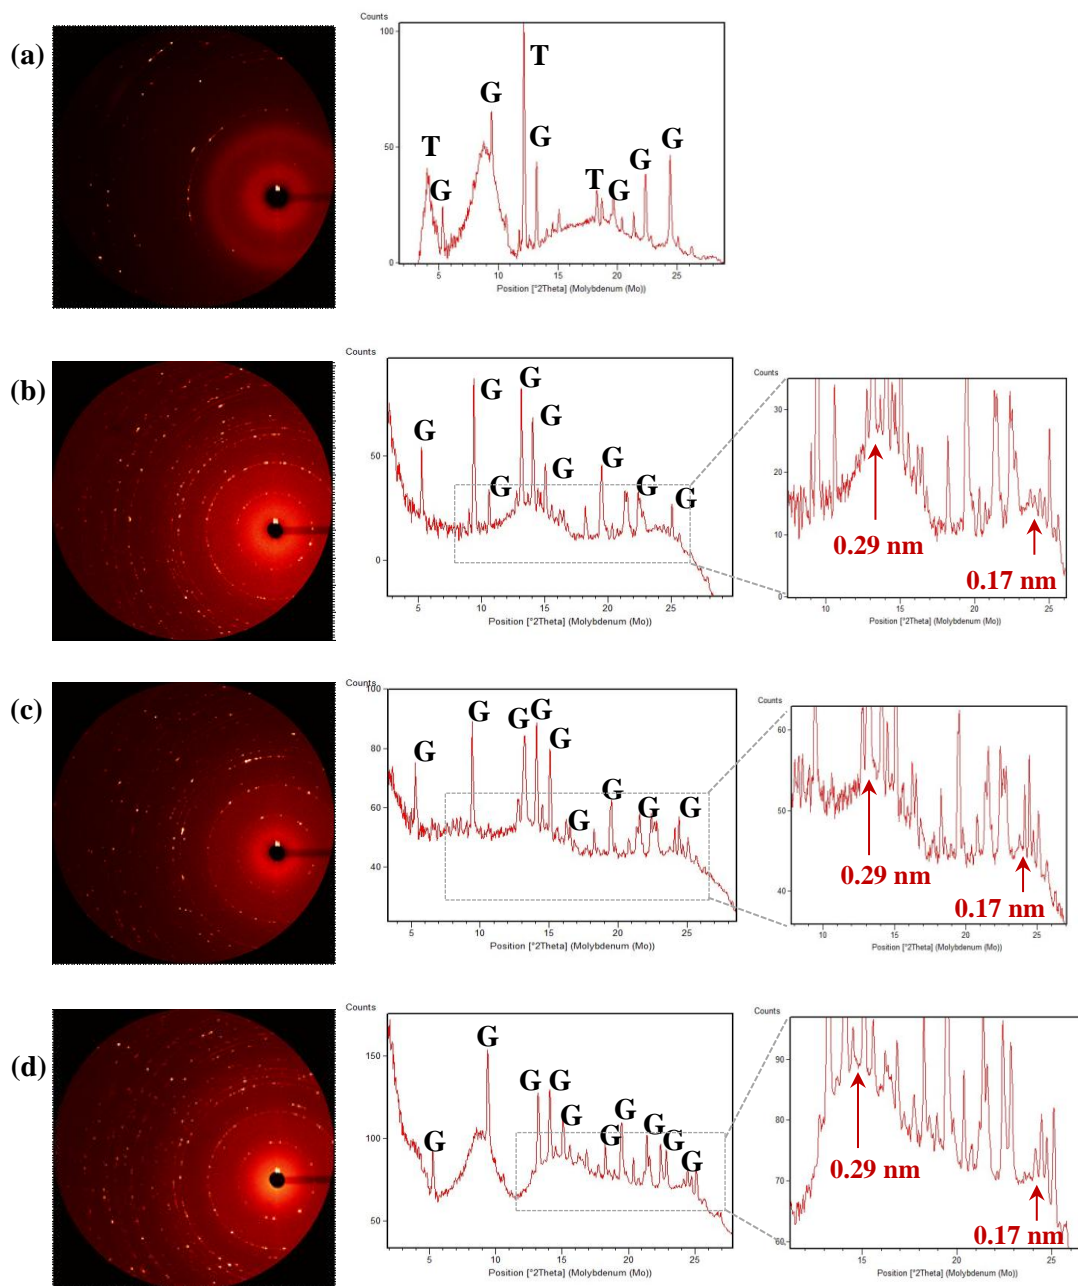 (a)
Counts
100
50
0
T
G
G
T
G
T
G
G
G
5
10
15
20
25
Position [°2Theta] (Molybdenum (Mo))
(b)
Counts
50
0
G
G
G
G
G
G
G
G
G
5
10
15
20
25
Position [°2Theta] (Molybdenum (Mo))
Counts
30
20
10
0
0.29 nm
0.17 nm
10
15
20
25
Position [°2Theta] (Molybdenum (Mo))
(c)
Counts
100
80
60
40
G
G
G
G
G
G
G
G
G
5
10
15
20
25
Position [°2Theta] (Molybdenum (Mo))
Counts
60
50
40
0.29 nm
0.17 nm
10
15
20
25
Position [°2Theta] (Molybdenum (Mo))
(d)
Counts
150
100
50
G
G
G
G
G
G
G
G
G
G
5
10
15
20
25
Position [°2Theta] (Molybdenum (Mo))
Counts
90
80
70
60
0.29 nm
0.17 nm
15
20
25
Position [°2Theta] (Molybdenum (Mo))